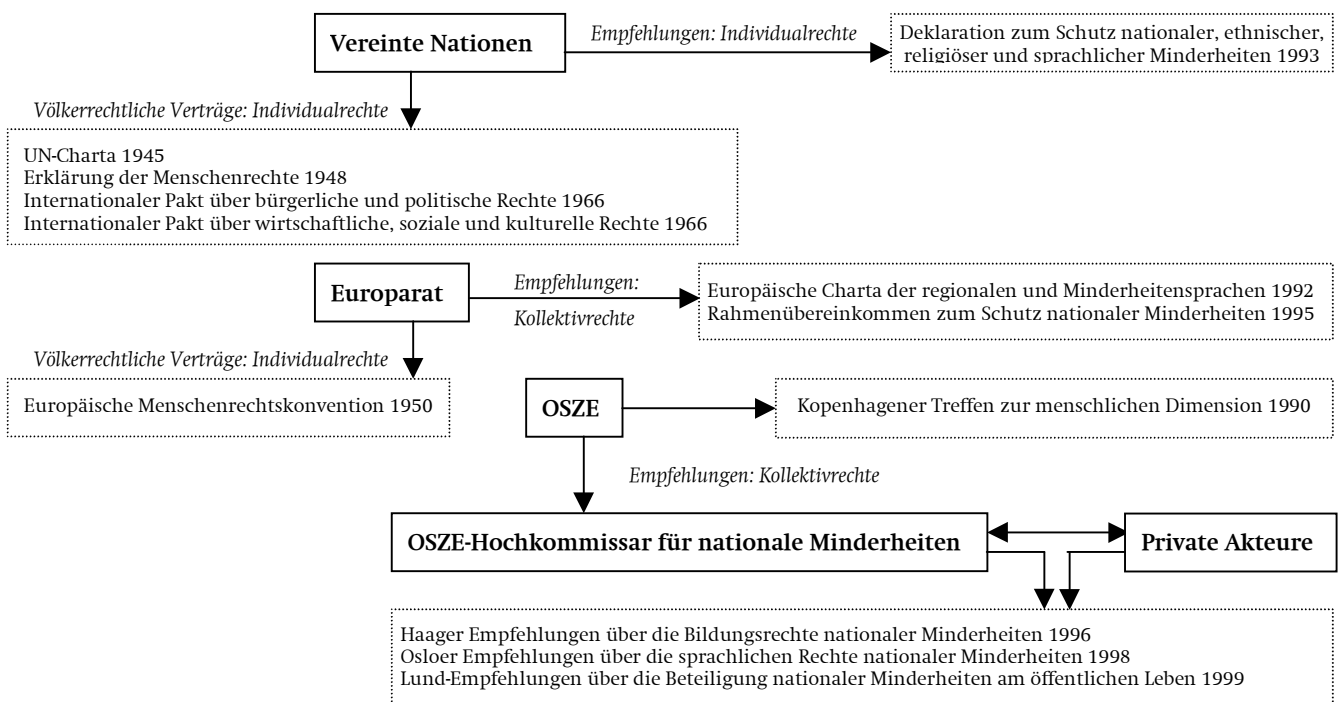 Vereinte Nationen
Empfehlungen: Individualrechte
Deklaration zum Schutz nationaler, ethnischer,
religiöser und sprachlicher Minderheiten 1993
Völkerrechtliche Verträge: Individualrechte
UN-Charta 1945
Erklärung der Menschenrechte 1948
Internationaler Pakt über bürgerliche und politische Rechte 1966
Internationaler Pakt über wirtschaftliche, soziale und kulturelle Rechte 1966
Europarat
Empfehlungen:
Kollektivrechte
Europäische Charta der regionalen und Minderheitensprachen 1992
Rahmenübereinkommen zum Schutz nationaler Minderheiten 1995
Völkerrechtliche Verträge: Individualrechte
Europäische Menschenrechtskonvention 1950
OSZE
Kopenhagener Treffen zur menschlichen Dimension 1990
Empfehlungen: Kollektivrechte
OSZE-Hochkommissar für nationale Minderheiten
Private Akteure
Haager Empfehlungen über die Bildungsrechte nationaler Minderheiten 1996
Osloer Empfehlungen über die sprachlichen Rechte nationaler Minderheiten 1998
Lund-Empfehlungen über die Beteiligung nationaler Minderheiten am öffentlichen Leben 1999